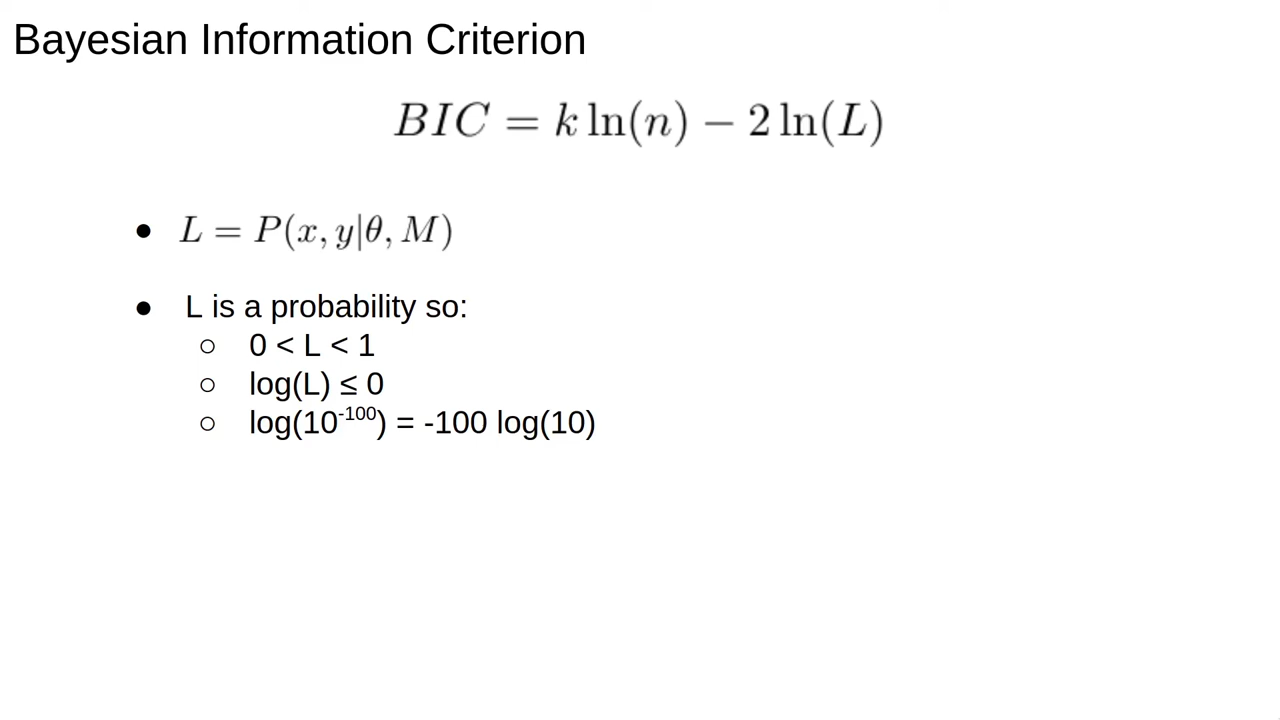 Bayesian Information Criterion
BIC = k ln(n) − 2 ln(L)
● L = P(x, y|θ, M)
● L is a probability so:
○ 0 < L < 1
○ log(L) ≤ 0
○ log(10⁻¹⁰⁰) = -100 log(10)